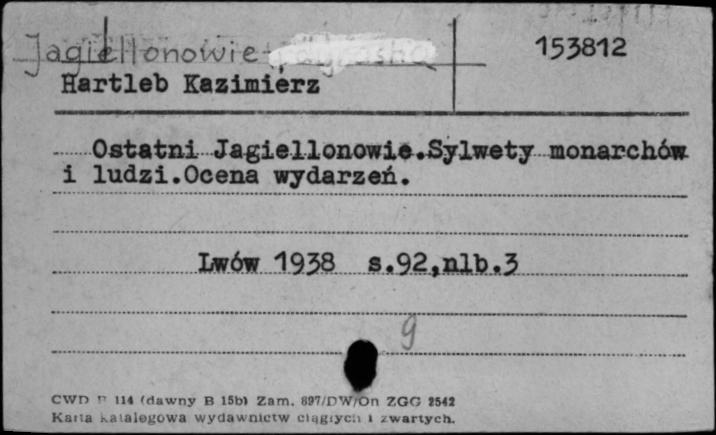 Jagiellonowie
153812
Hartleb Kazimierz
Ostatni Jagiellonowie.Sylwety monarchów
i ludzi.Ocena wydarzeń.
Lwów 1938 s.92,nlb.3
9
CWD 114 (dawny B 15b) Zam. 897/DW/On ZGG 2542
Karta katalogowa wydawnictw ciągłych i zwartych.